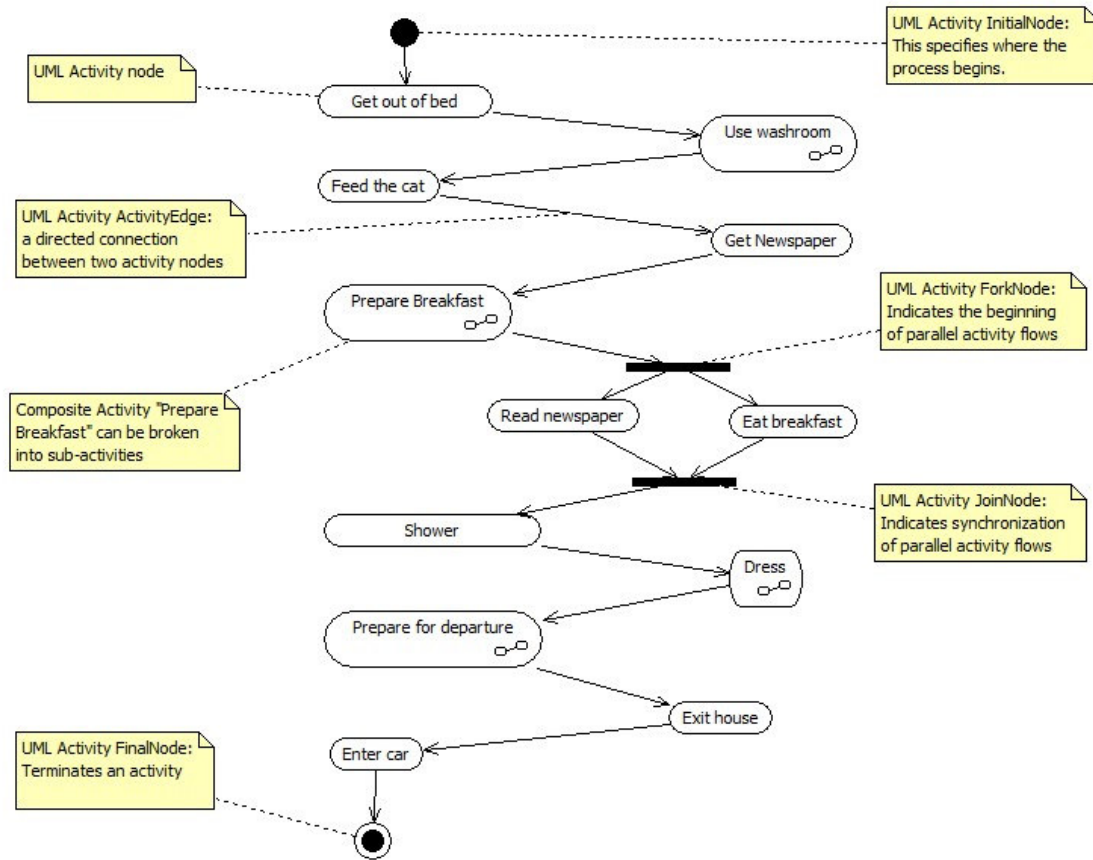 UML Activity InitialNode:
This specifies where the
process begins.
UML Activity node
Get out of bed
Use washroom
Feed the cat
UML Activity ActivityEdge:
a directed connection
between two activity nodes
Get Newspaper
Prepare Breakfast
UML Activity ForkNode:
Indicates the beginning
of parallel activity flows
Composite Activity "Prepare
Breakfast" can be broken
into sub-activities
Read newspaper
Eat breakfast
UML Activity JoinNode:
Indicates synchronization
of parallel activity flows
Shower
Dress
Prepare for departure
Exit house
UML Activity FinalNode:
Terminates an activity
Enter car